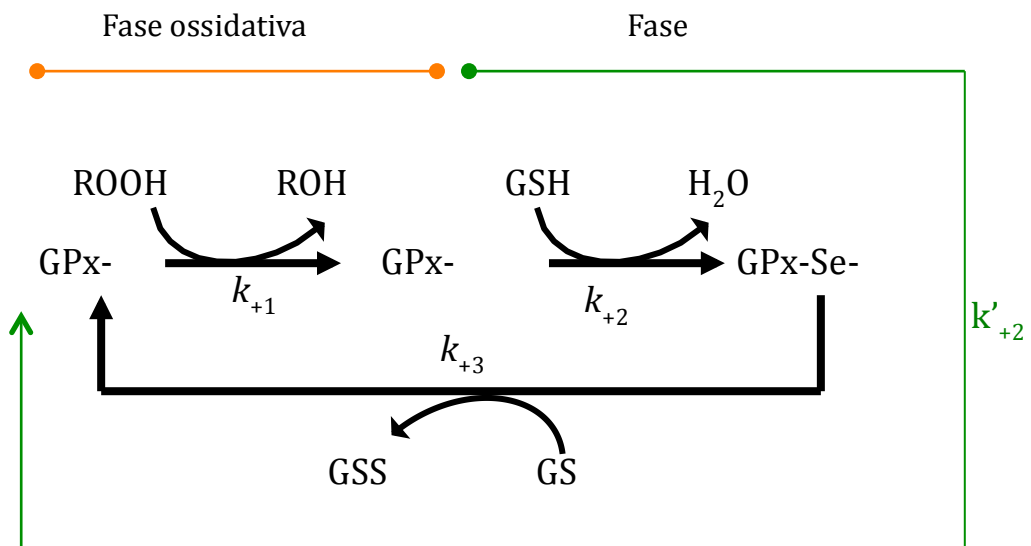 Fase ossidativa
Fase
ROOH
ROH
GSH
H₂O
GPx-
GPx-
GPx-Se-
k₊₁
k₊₂
k’₊₂
k₊₃
GSS
GS